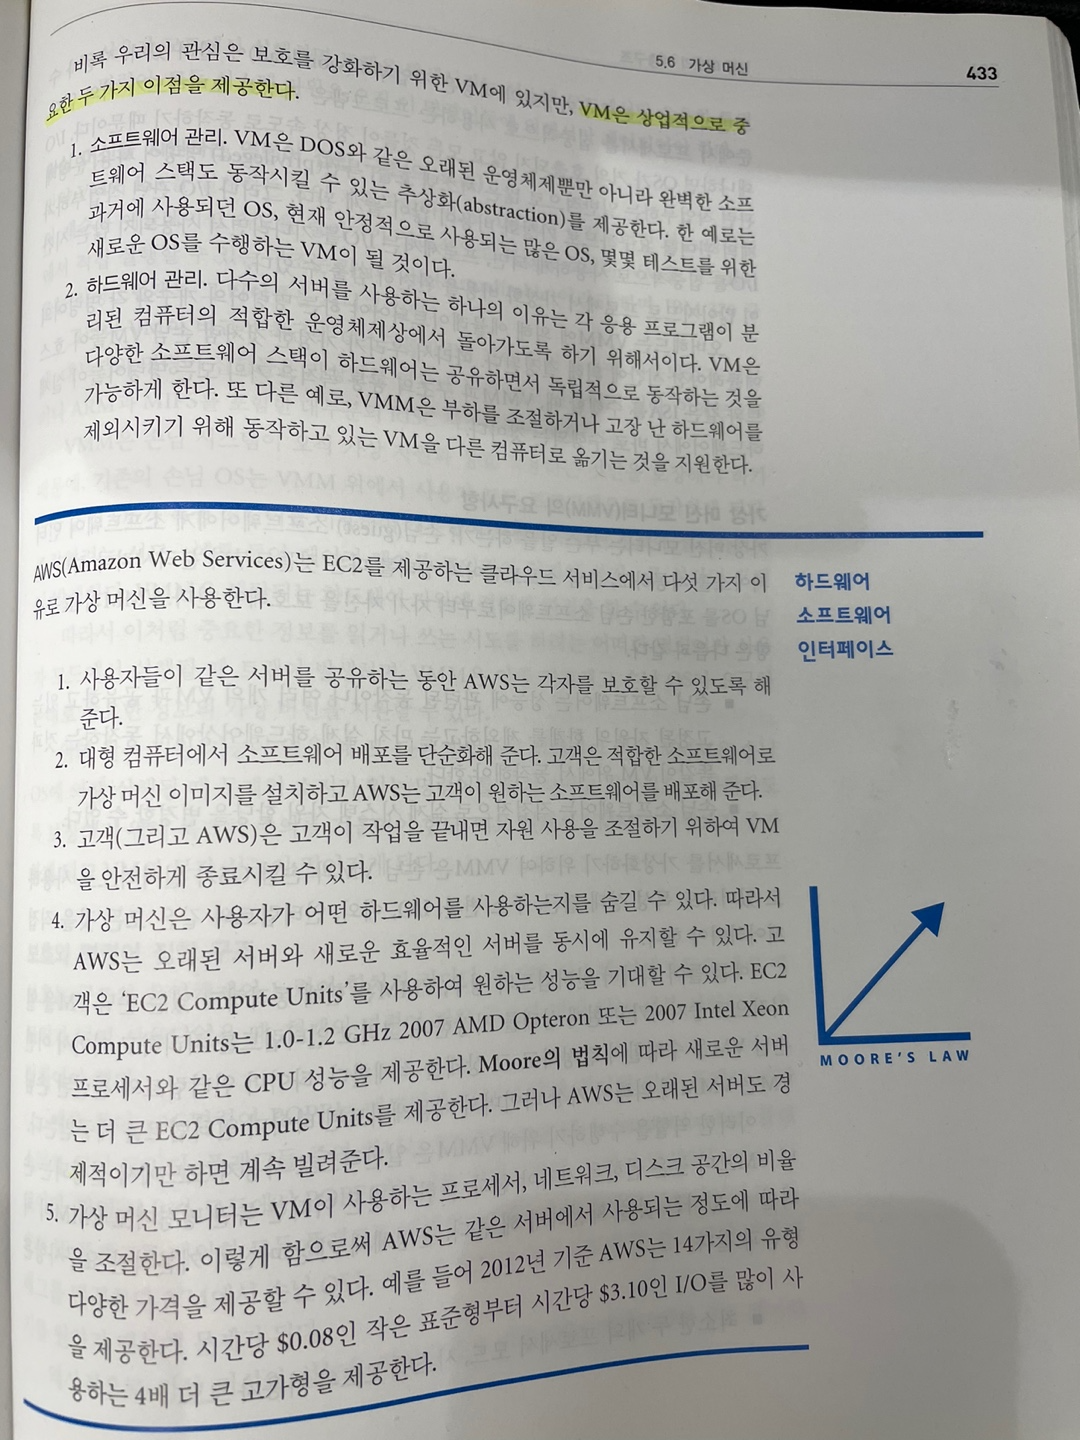 5.6 가상 머신 433
비록 우리의 관심은 보호를 강화하기 위한 VM에 있지만, VM은 상업적으로 중
요한 두 가지 이점을 제공한다.
1. 소프트웨어 관리. VM은 DOS와 같은 오래된 운영체제뿐만 아니라 완벽한 소프
트웨어 스택도 동작시킬 수 있는 추상화(abstraction)를 제공한다. 한 예로는
과거에 사용되던 OS, 현재 안정적으로 사용되는 많은 OS, 몇몇 테스트를 위한
새로운 OS를 수행하는 VM이 될 것이다.
2. 하드웨어 관리. 다수의 서버를 사용하는 하나의 이유는 각 응용 프로그램이 분
리된 컴퓨터의 적합한 운영체제상에서 돌아가도록 하기 위해서이다. VM은
다양한 소프트웨어 스택이 하드웨어는 공유하면서 독립적으로 동작하는 것을
가능하게 한다. 또 다른 예로, VMM은 부하를 조절하거나 고장 난 하드웨어를
제외시키기 위해 동작하고 있는 VM을 다른 컴퓨터로 옮기는 것을 지원한다.
AWS(Amazon Web Services)는 EC2를 제공하는 클라우드 서비스에서 다섯 가지 이
유로 가상 머신을 사용한다.
하드웨어
소프트웨어
인터페이스
1. 사용자들이 같은 서버를 공유하는 동안 AWS는 각자를 보호할 수 있도록 해
준다.
2. 대형 컴퓨터에서 소프트웨어 배포를 단순화해 준다. 고객은 적합한 소프트웨어로
가상 머신 이미지를 설치하고 AWS는 고객이 원하는 소프트웨어를 배포해 준다.
3. 고객(그리고 AWS)은 고객이 작업을 끝내면 자원 사용을 조절하기 위하여 VM
을 안전하게 종료시킬 수 있다.
4. 가상 머신은 사용자가 어떤 하드웨어를 사용하는지를 숨길 수 있다. 따라서
AWS는 오래된 서버와 새로운 효율적인 서버를 동시에 유지할 수 있다. 고
객은 'EC2 Compute Units'를 사용하여 원하는 성능을 기대할 수 있다. EC2
Compute Units는 1.0-1.2 GHz 2007 AMD Opteron 또는 2007 Intel Xeon
프로세서와 같은 CPU 성능을 제공한다. Moore의 법칙에 따라 새로운 서버
는 더 큰 EC2 Compute Units를 제공한다. 그러나 AWS는 오래된 서버도 경
제적이기만 하면 계속 빌려준다.
MOORE'S LAW
5. 가상 머신 모니터는 VM이 사용하는 프로세서, 네트워크, 디스크 공간의 비율
을 조절한다. 이렇게 함으로써 AWS는 같은 서버에서 사용되는 정도에 따라
다양한 가격을 제공할 수 있다. 예를 들어 2012년 기준 AWS는 14가지의 유형
을 제공한다. 시간당 $0.08인 작은 표준형부터 시간당 $3.10인 I/O를 많이 사
용하는 4배 더 큰 고가형을 제공한다.